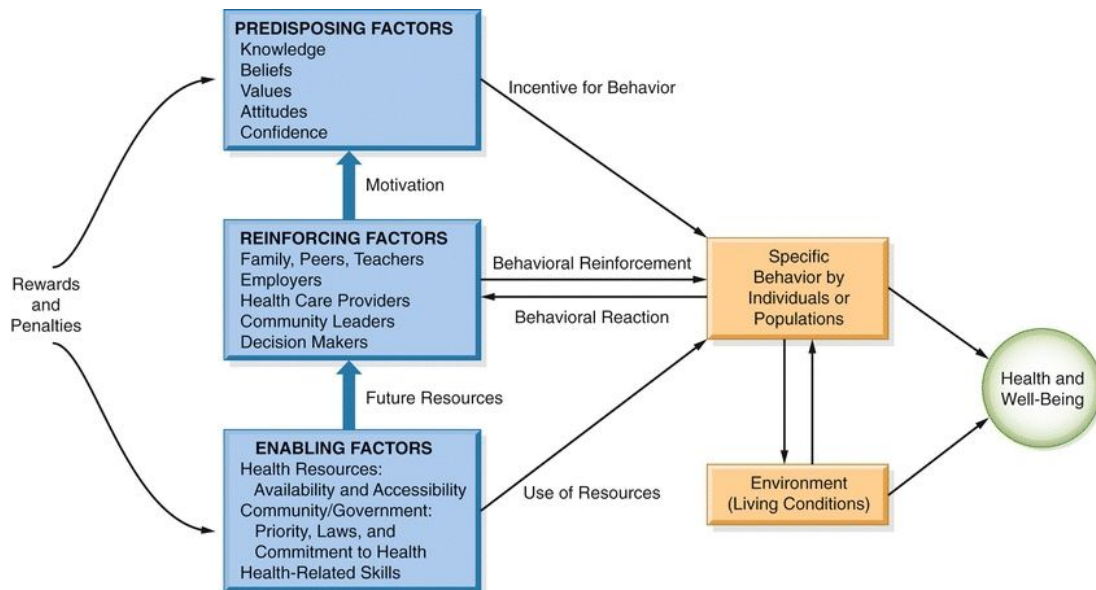 PREDISPOSING FACTORS
Knowledge
Beliefs
Values
Attitudes
Confidence
Incentive for Behavior
Motivation
REINFORCING FACTORS
Family, Peers, Teachers
Employers
Health Care Providers
Community Leaders
Decision Makers
Rewards
and
Penalties
Behavioral Reinforcement
Behavioral Reaction
Specific
Behavior by
Individuals or
Populations
Future Resources
Health and
Well-Being
ENABLING FACTORS
Health Resources:
Availability and Accessibility
Community/Government:
Priority, Laws, and
Commitment to Health
Health-Related Skills
Use of Resources
Environment
(Living Conditions)